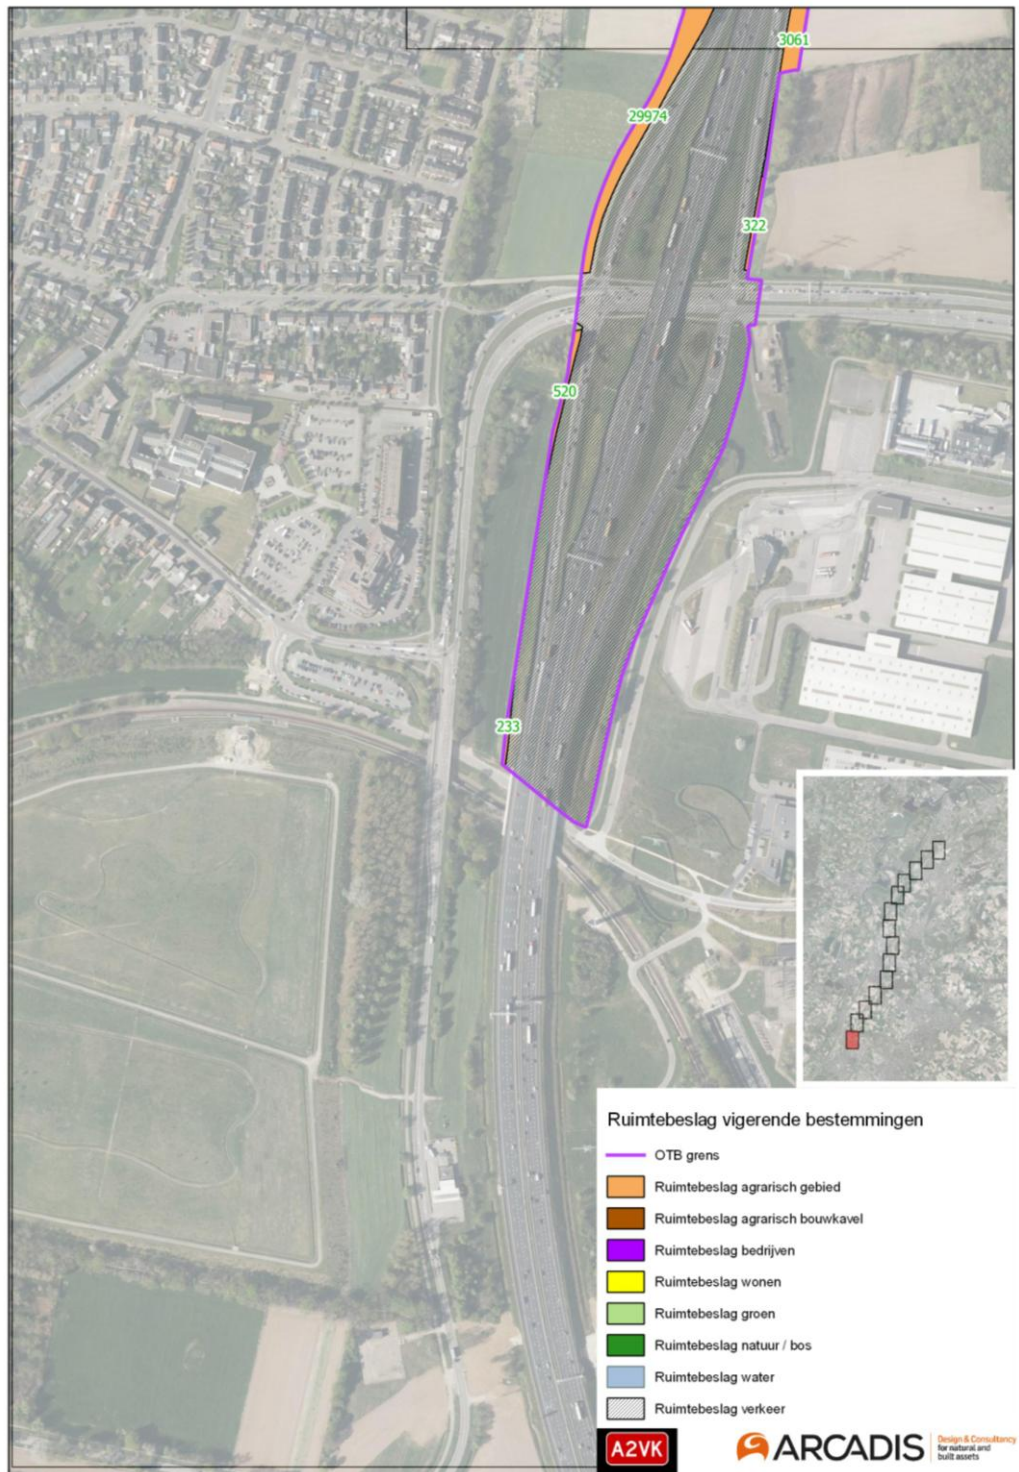 3061
29974
322
520
233
Ruimtebeslag vigerende bestemmingen
OTB grens
Ruimtebeslag agrarisch gebied
Ruimtebeslag agrarisch bouwkavel
Ruimtebeslag bedrijven
Ruimtebeslag wonen
Ruimtebeslag groen
Ruimtebeslag natuur / bos
Ruimtebeslag water
Ruimtebeslag verkeer
A2VK
ARCADIS
Design & Consultancy
for natural and
built assets